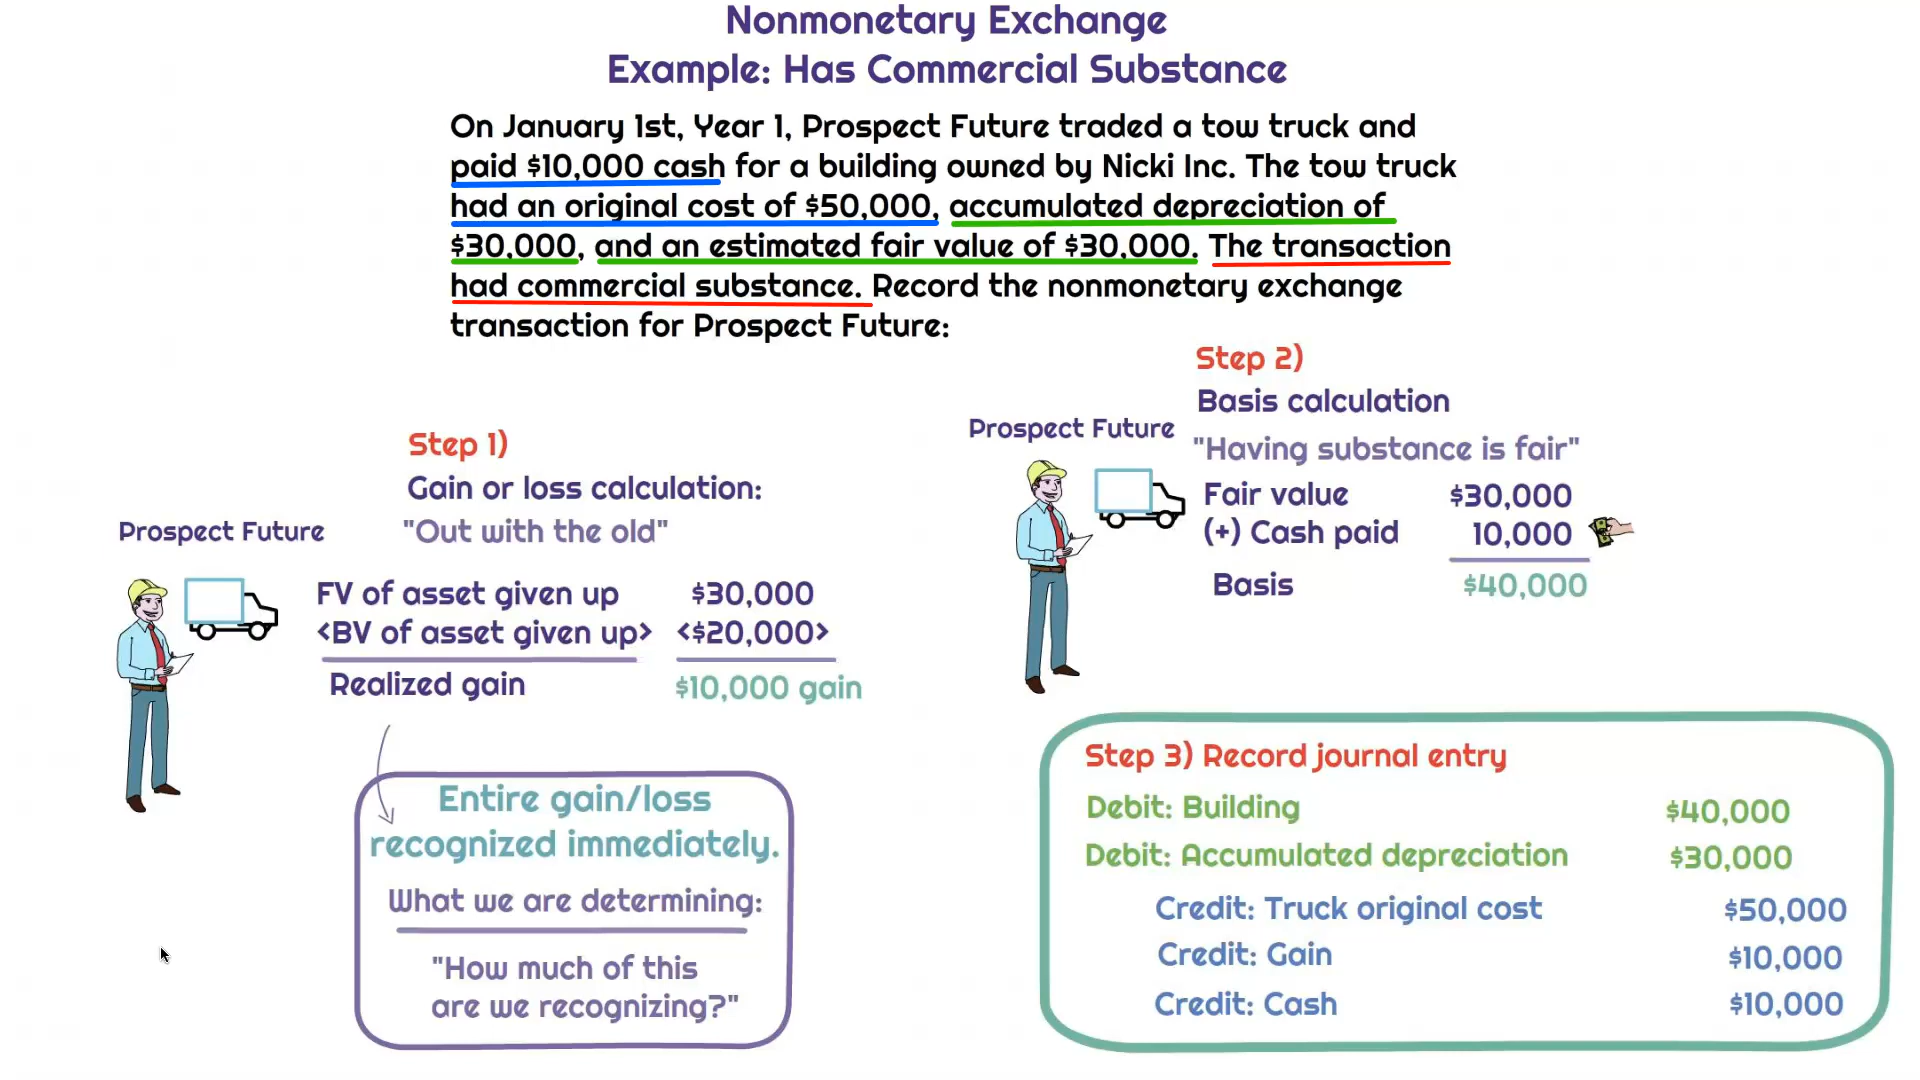 Nonmonetary Exchange
Example: Has Commercial Substance
On January 1st, Year 1, Prospect Future traded a tow truck and
paid $10,000 cash for a building owned by Nicki Inc. The tow truck
had an original cost of $50,000, accumulated depreciation of
$30,000, and an estimated fair value of $30,000. The transaction
had commercial substance. Record the nonmonetary exchange
transaction for Prospect Future:
Step 1)
Gain or loss calculation:
"Out with the old"
Prospect Future
FV of asset given up $30,000
<BV of asset given up> <$20,000>
Realized gain $10,000 gain
Entire gain/loss
recognized immediately.
What we are determining:
"How much of this
are we recognizing?"
Step 2)
Basis calculation
Prospect Future
"Having substance is fair"
Fair value $30,000
(+) Cash paid 10,000
Basis $40,000
Step 3) Record journal entry
Debit: Building $40,000
Debit: Accumulated depreciation $30,000
Credit: Truck original cost $50,000
Credit: Gain $10,000
Credit: Cash $10,000